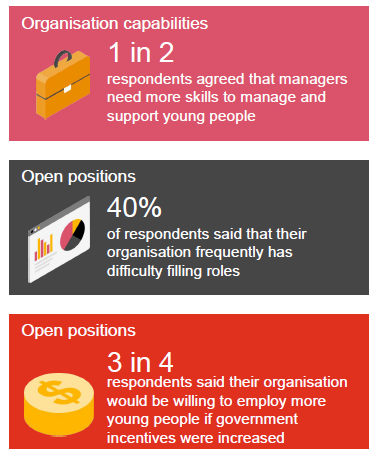 Organisation capabilities
1 in 2
respondents agreed that managers
need more skills to manage and
support young people
Open positions
40%
of respondents said that their
organisation frequently has
difficulty filling roles
Open positions
3 in 4
respondents said their organisation
would be willing to employ more
young people if government
incentives were increased